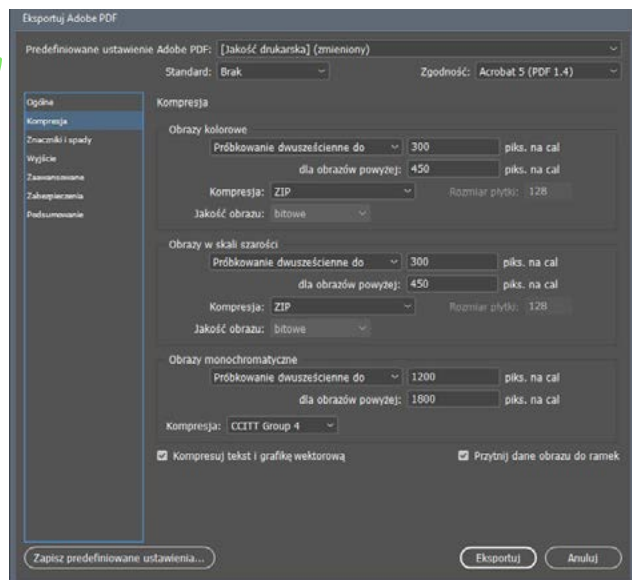 Eksportuj Adobe PDF
Predefiniowane ustawienie Adobe PDF: [Jakość drukarska] (zmieniony)
Standard: Brak Zgodność: Acrobat 5 (PDF 1.4)
Ogólne
Kompresja
Znaczniki i spady
Wyjście
Zaawansowane
Zabezpieczenia
Podsumowanie
Kompresja
Obrazy kolorowe
Próbkowanie dwusześcienne do 300 piks. na cal
dla obrazów powyżej: 450 piks. na cal
Kompresja: ZIP Rozmiar płytki: 128
Jakość obrazu: bitowe
Obrazy w skali szarości
Próbkowanie dwusześcienne do 300 piks. na cal
dla obrazów powyżej: 450 piks. na cal
Kompresja: ZIP Rozmiar płytki: 128
Jakość obrazu: bitowe
Obrazy monochromatyczne
Próbkowanie dwusześcienne do 1200 piks. na cal
dla obrazów powyżej: 1800 piks. na cal
Kompresja: CCITT Group 4
Kompresuj tekst i grafikę wektorową Przytnij dane obrazu do ramek
Zapisz predefiniowane ustawienia... Eksportuj Anuluj